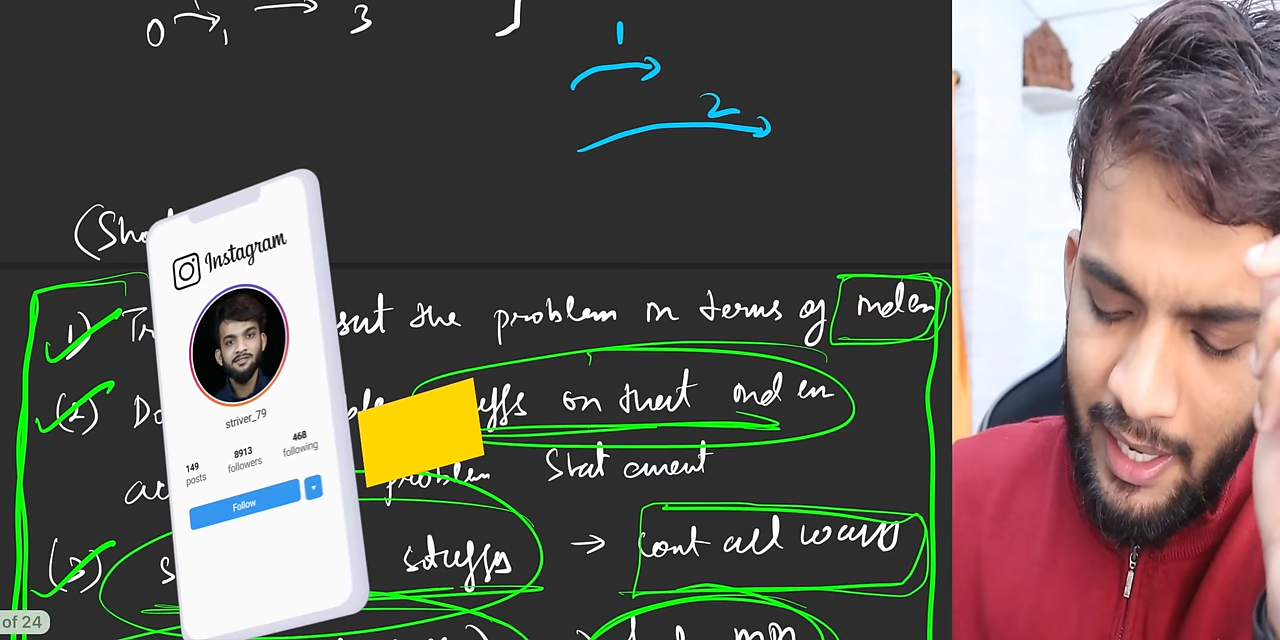 0 1 3 ]
1
2
(Sho
Instagram
1) Tr sent the problem in terms of index
(2) Do stuffs on that index
striver_79
149 posts 8913 followers 468 following
ac problem Statement
Follow
(3) s stuffs → Count all ways
of 24